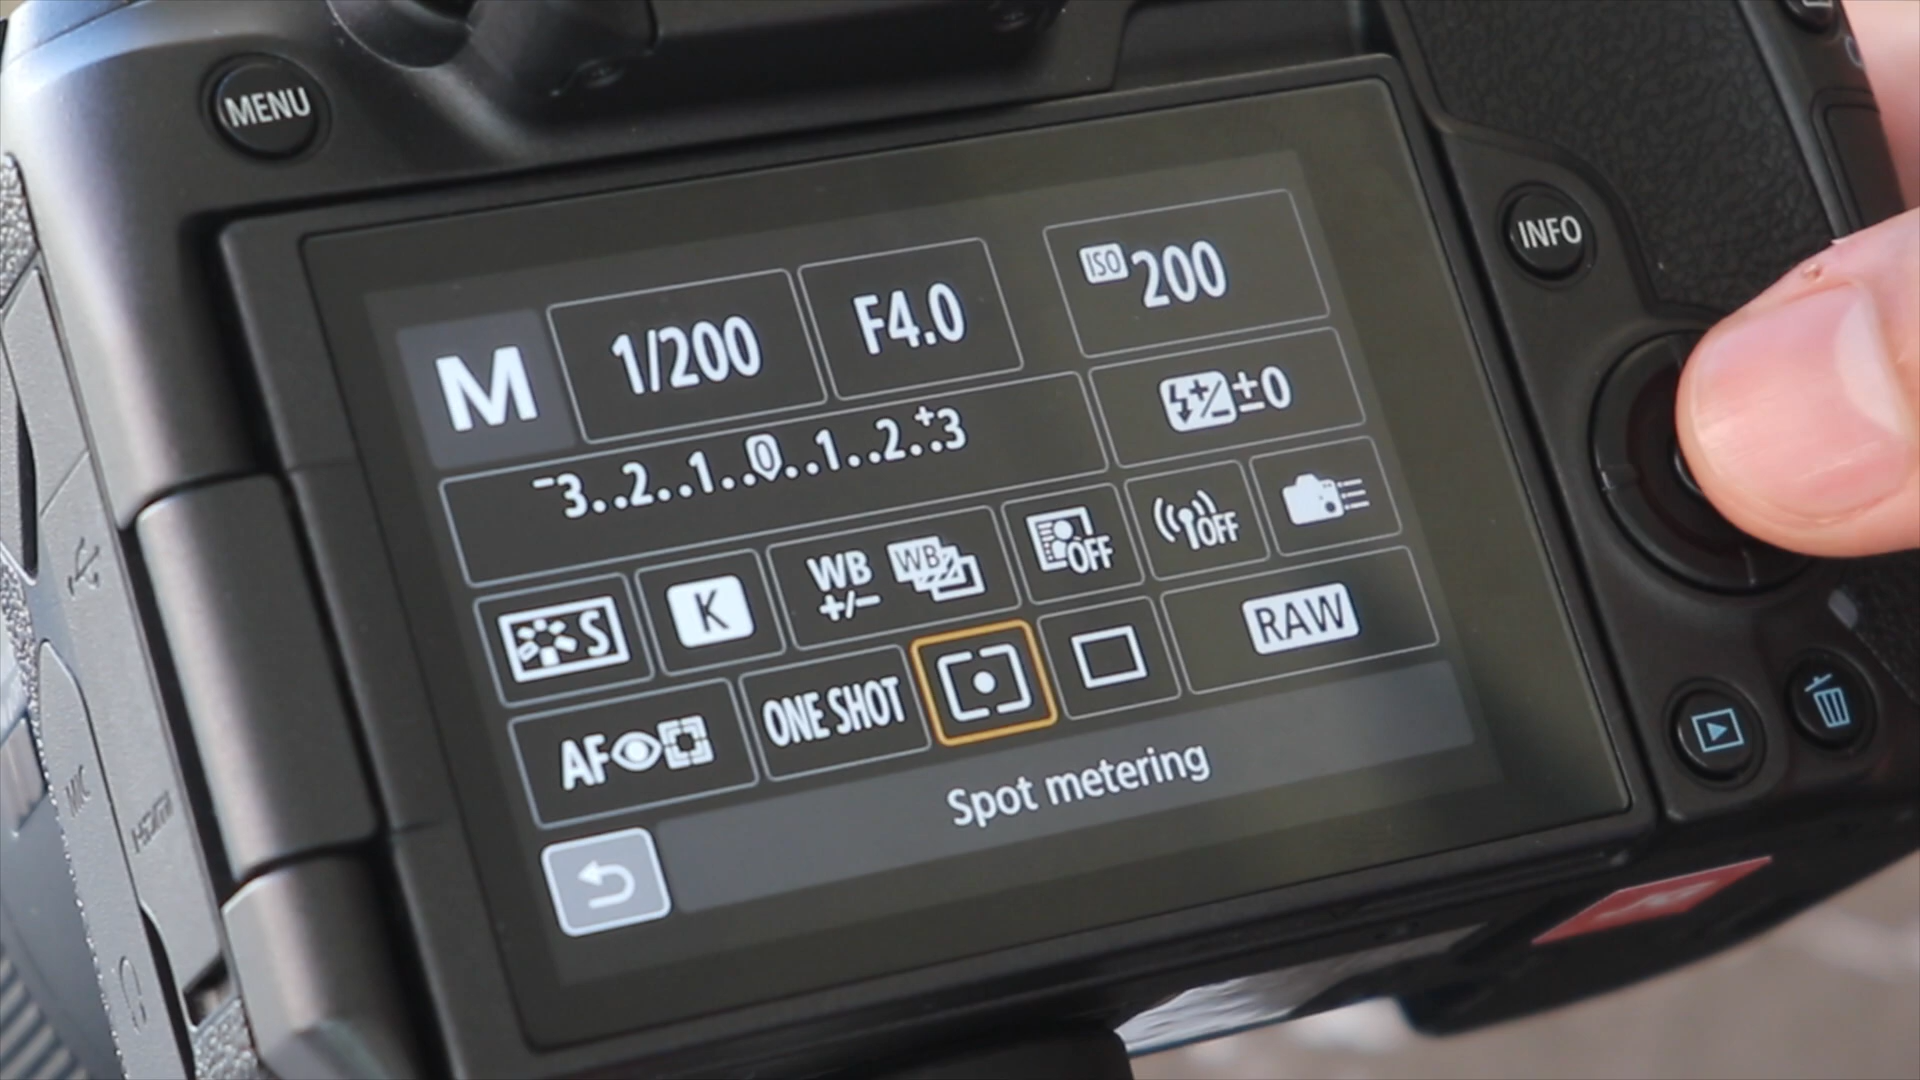 MENU
INFO
M
1/200
F4.0
ISO 200
±0
-3..2..1..0..1..2..+3
K
WB
+/-
WB
OFF
OFF
S
AF
ONE SHOT
RAW
Spot metering
MIC
HDMI